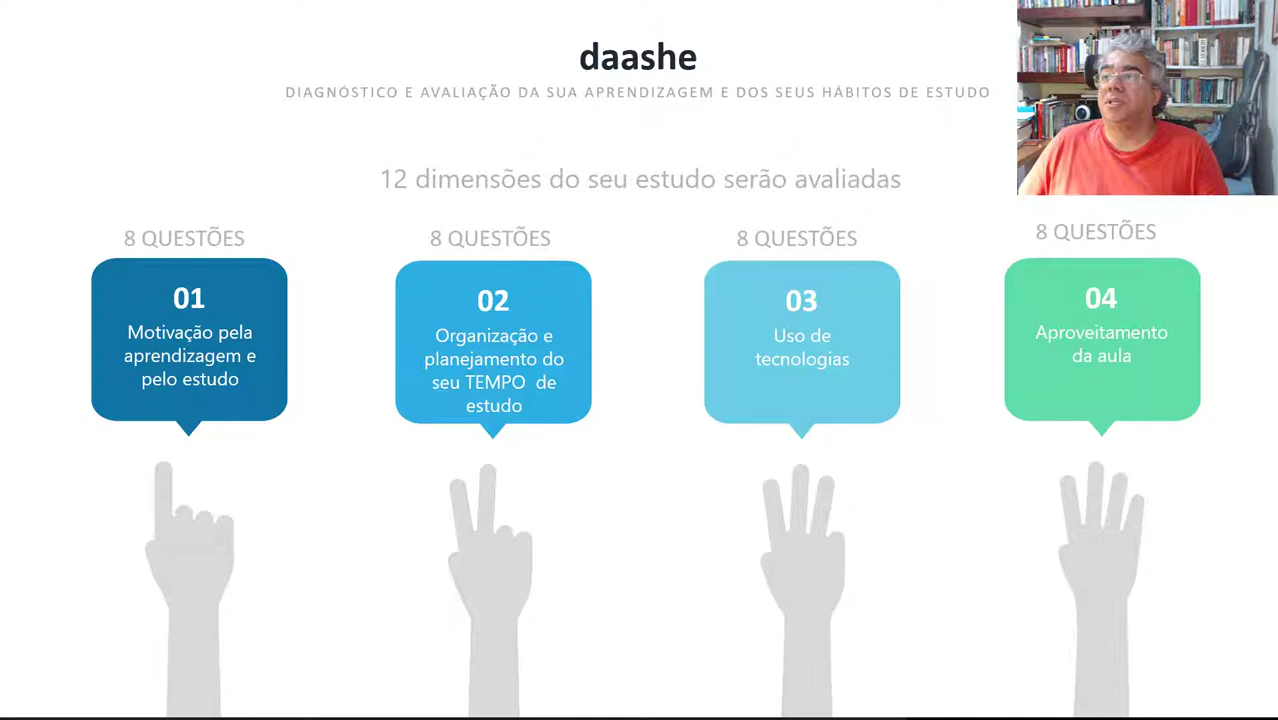 daashe
DIAGNÓSTICO E AVALIAÇÃO DA SUA APRENDIZAGEM E DOS SEUS HÁBITOS DE ESTUDO
12 dimensões do seu estudo serão avaliadas
8 QUESTÕES
01
Motivação pela
aprendizagem e
pelo estudo
8 QUESTÕES
02
Organização e
planejamento do
seu TEMPO de
estudo
8 QUESTÕES
03
Uso de
tecnologias
8 QUESTÕES
04
Aproveitamento
da aula